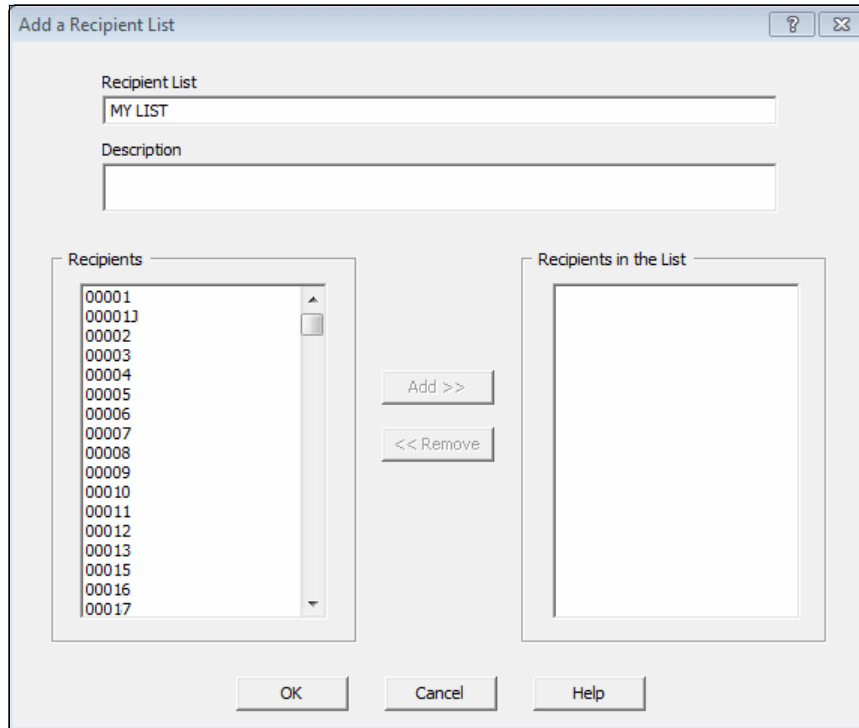 Add a Recipient List
Recipient List
MY LIST
Description
Recipients
00001
00001J
00002
00003
00004
00005
00006
00007
00008
00009
00010
00011
00012
00013
00015
00016
00017
Add >>
<< Remove
Recipients in the List
OK
Cancel
Help